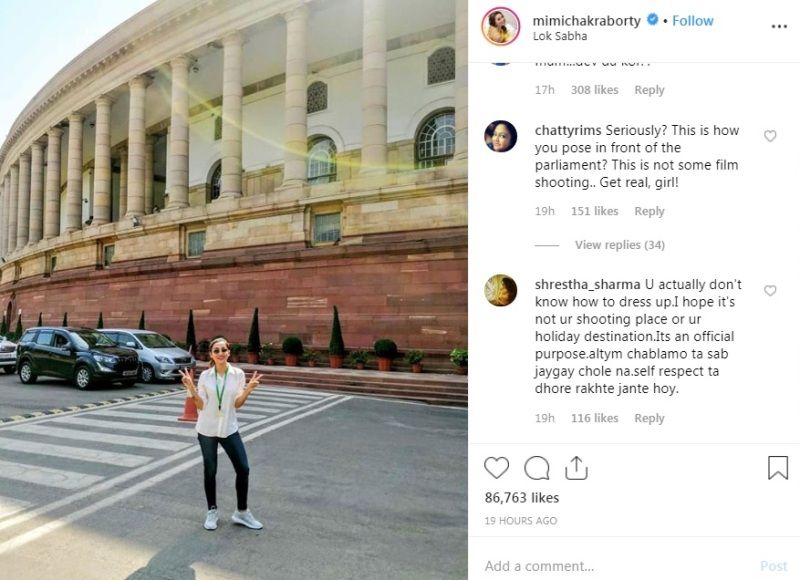 mimichakraborty • Follow
Lok Sabha
17h 308 likes Reply
chattyrims Seriously? This is how
you pose in front of the
parliament? This is not some film
shooting.. Get real, girl!
19h 151 likes Reply
View replies (34)
shrestha_sharma U actually don't
know how to dress up.I hope it's
not ur shooting place or ur
holiday destination.Its an official
purpose.altym chablamo ta sab
jaygay chole na.self respect ta
dhore rakhte jante hoy.
19h 116 likes Reply
86,763 likes
19 HOURS AGO
Add a comment... Post